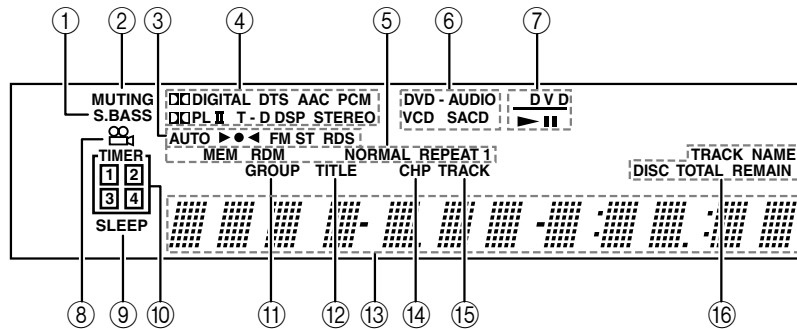 ① ② ③ ④ ⑤ ⑥ ⑦
MUTING
S.BASS
DIGITAL DTS AAC PCM
PL II T - D DSP STEREO
AUTO ► ● ◄ FM ST RDS
MEM RDM NORMAL REPEAT 1
GROUP TITLE CHP TRACK
DVD - AUDIO
VCD SACD
D V D
TRACK NAME
DISC TOTAL REMAIN
TIMER
1 2
3 4
SLEEP
⑧ ⑨ ⑩ ⑪ ⑫ ⑬ ⑭ ⑮ ⑯